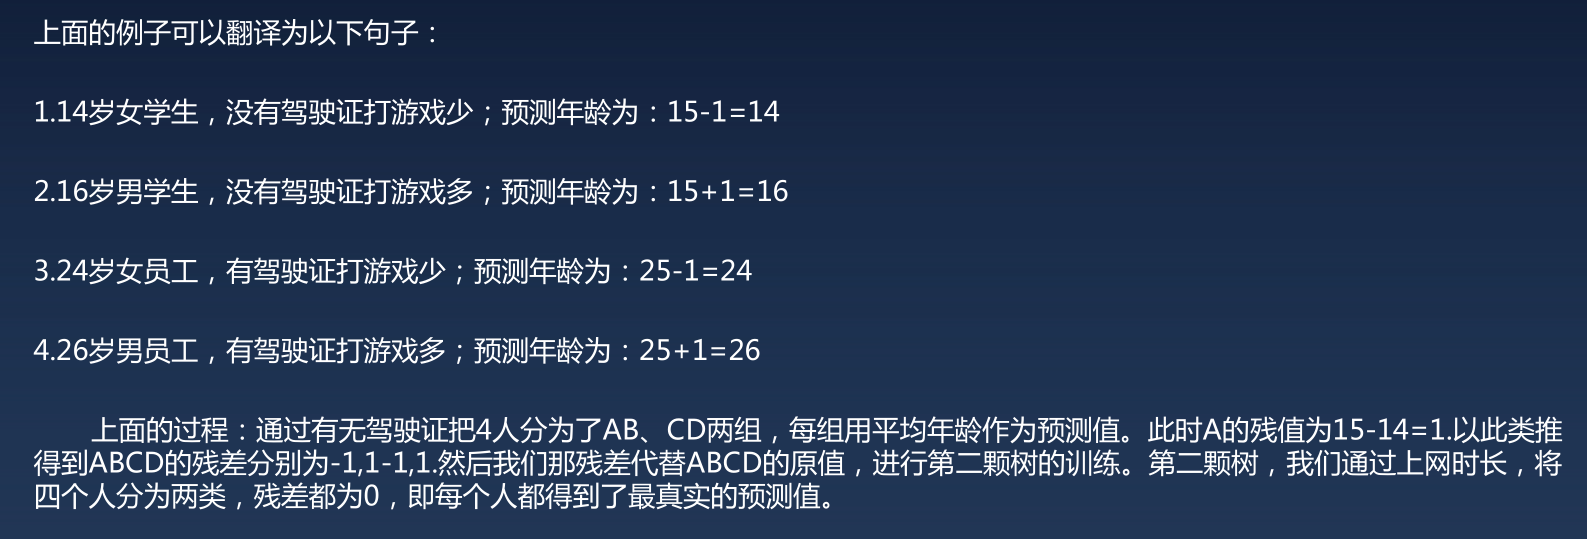 上面的例子可以翻译为以下句子：
1.14岁女学生，没有驾驶证打游戏少；预测年龄为：15-1=14
2.16岁男学生，没有驾驶证打游戏多；预测年龄为：15+1=16
3.24岁女员工，有驾驶证打游戏少；预测年龄为：25-1=24
4.26岁男员工，有驾驶证打游戏多；预测年龄为：25+1=26
上面的过程：通过有无驾驶证把4人分为了AB、CD两组，每组用平均年龄作为预测值。此时A的残值为15-14=1.以此类推
得到ABCD的残差分别为-1,1-1,1.然后我们那残差代替ABCD的原值，进行第二颗树的训练。第二颗树，我们通过上网时长，将
四个人分为两类，残差都为0，即每个人都得到了最真实的预测值。